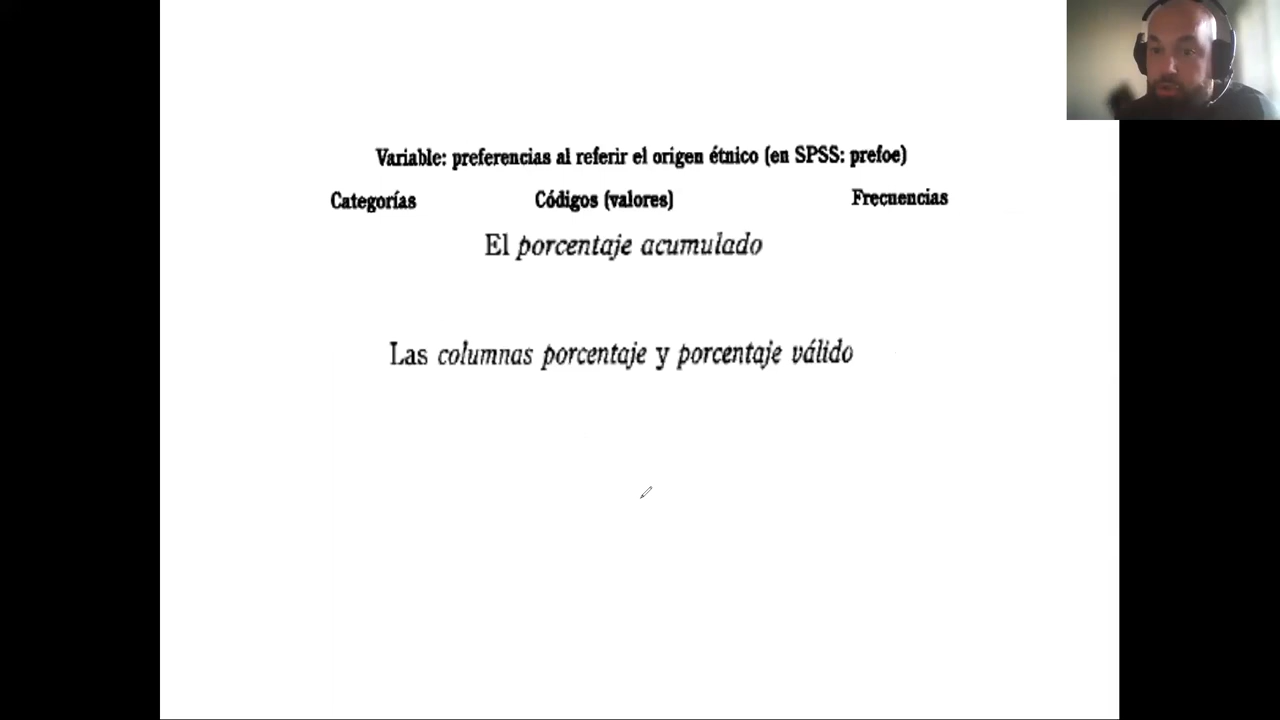 Variable: preferencias al referir el origen étnico (en SPSS: prefoe)
Categorías Códigos (valores) Frecuencias
El porcentaje acumulado
Las columnas porcentaje y porcentaje válido